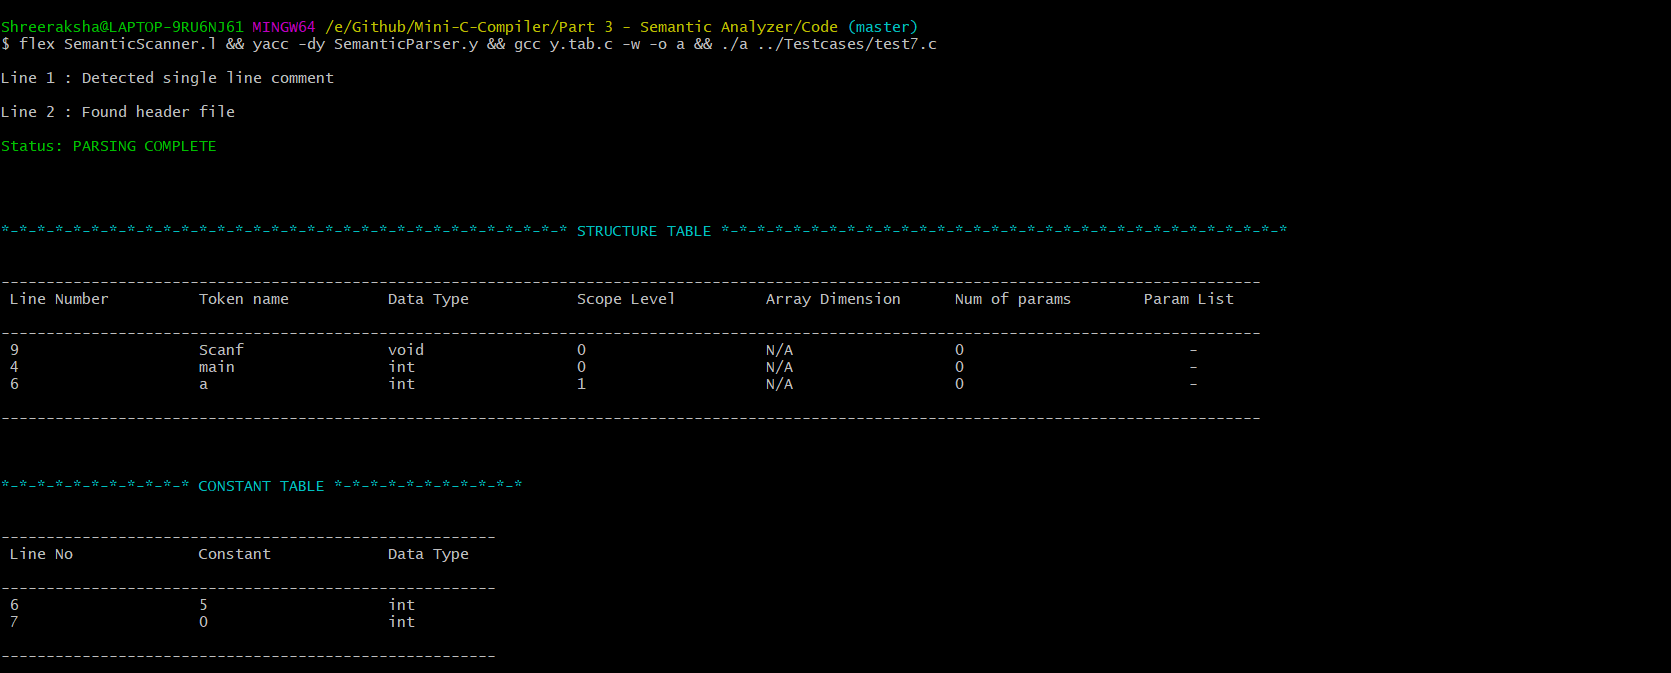 Shreeraksha@LAPTOP-9RU6NJ61 MINGW64 /e/Github/Mini-C-Compiler/Part 3 - Semantic Analyzer/Code (master)
$ flex SemanticScanner.l && yacc -dy SemanticParser.y && gcc y.tab.c -w -o a && ./a ../Testcases/test7.c
Line 1 : Detected single line comment
Line 2 : Found header file
Status: PARSING COMPLETE
*-*-*-*-*-*-*-*-*-*-*-*-*-*-*-*-*-*-*-*-*-*-*-*-*-*-*-*-*-*-*-* STRUCTURE TABLE *-*-*-*-*-*-*-*-*-*-*-*-*-*-*-*-*-*-*-*-*-*-*-*-*-*-*-*-*-*-*-*
--------------------------------------------------------------------------------------------------------------------------------------------
Line Number Token name Data Type Scope Level Array Dimension Num of params Param List
--------------------------------------------------------------------------------------------------------------------------------------------
9 Scanf void 0 N/A 0 -
4 main int 0 N/A 0 -
6 a int 1 N/A 0 -
--------------------------------------------------------------------------------------------------------------------------------------------
*-*-*-*-*-*-*-*-*-*-* CONSTANT TABLE *-*-*-*-*-*-*-*-*-*-*
-------------------------------------------------------
Line No Constant Data Type
-------------------------------------------------------
6 5 int
7 0 int
-------------------------------------------------------